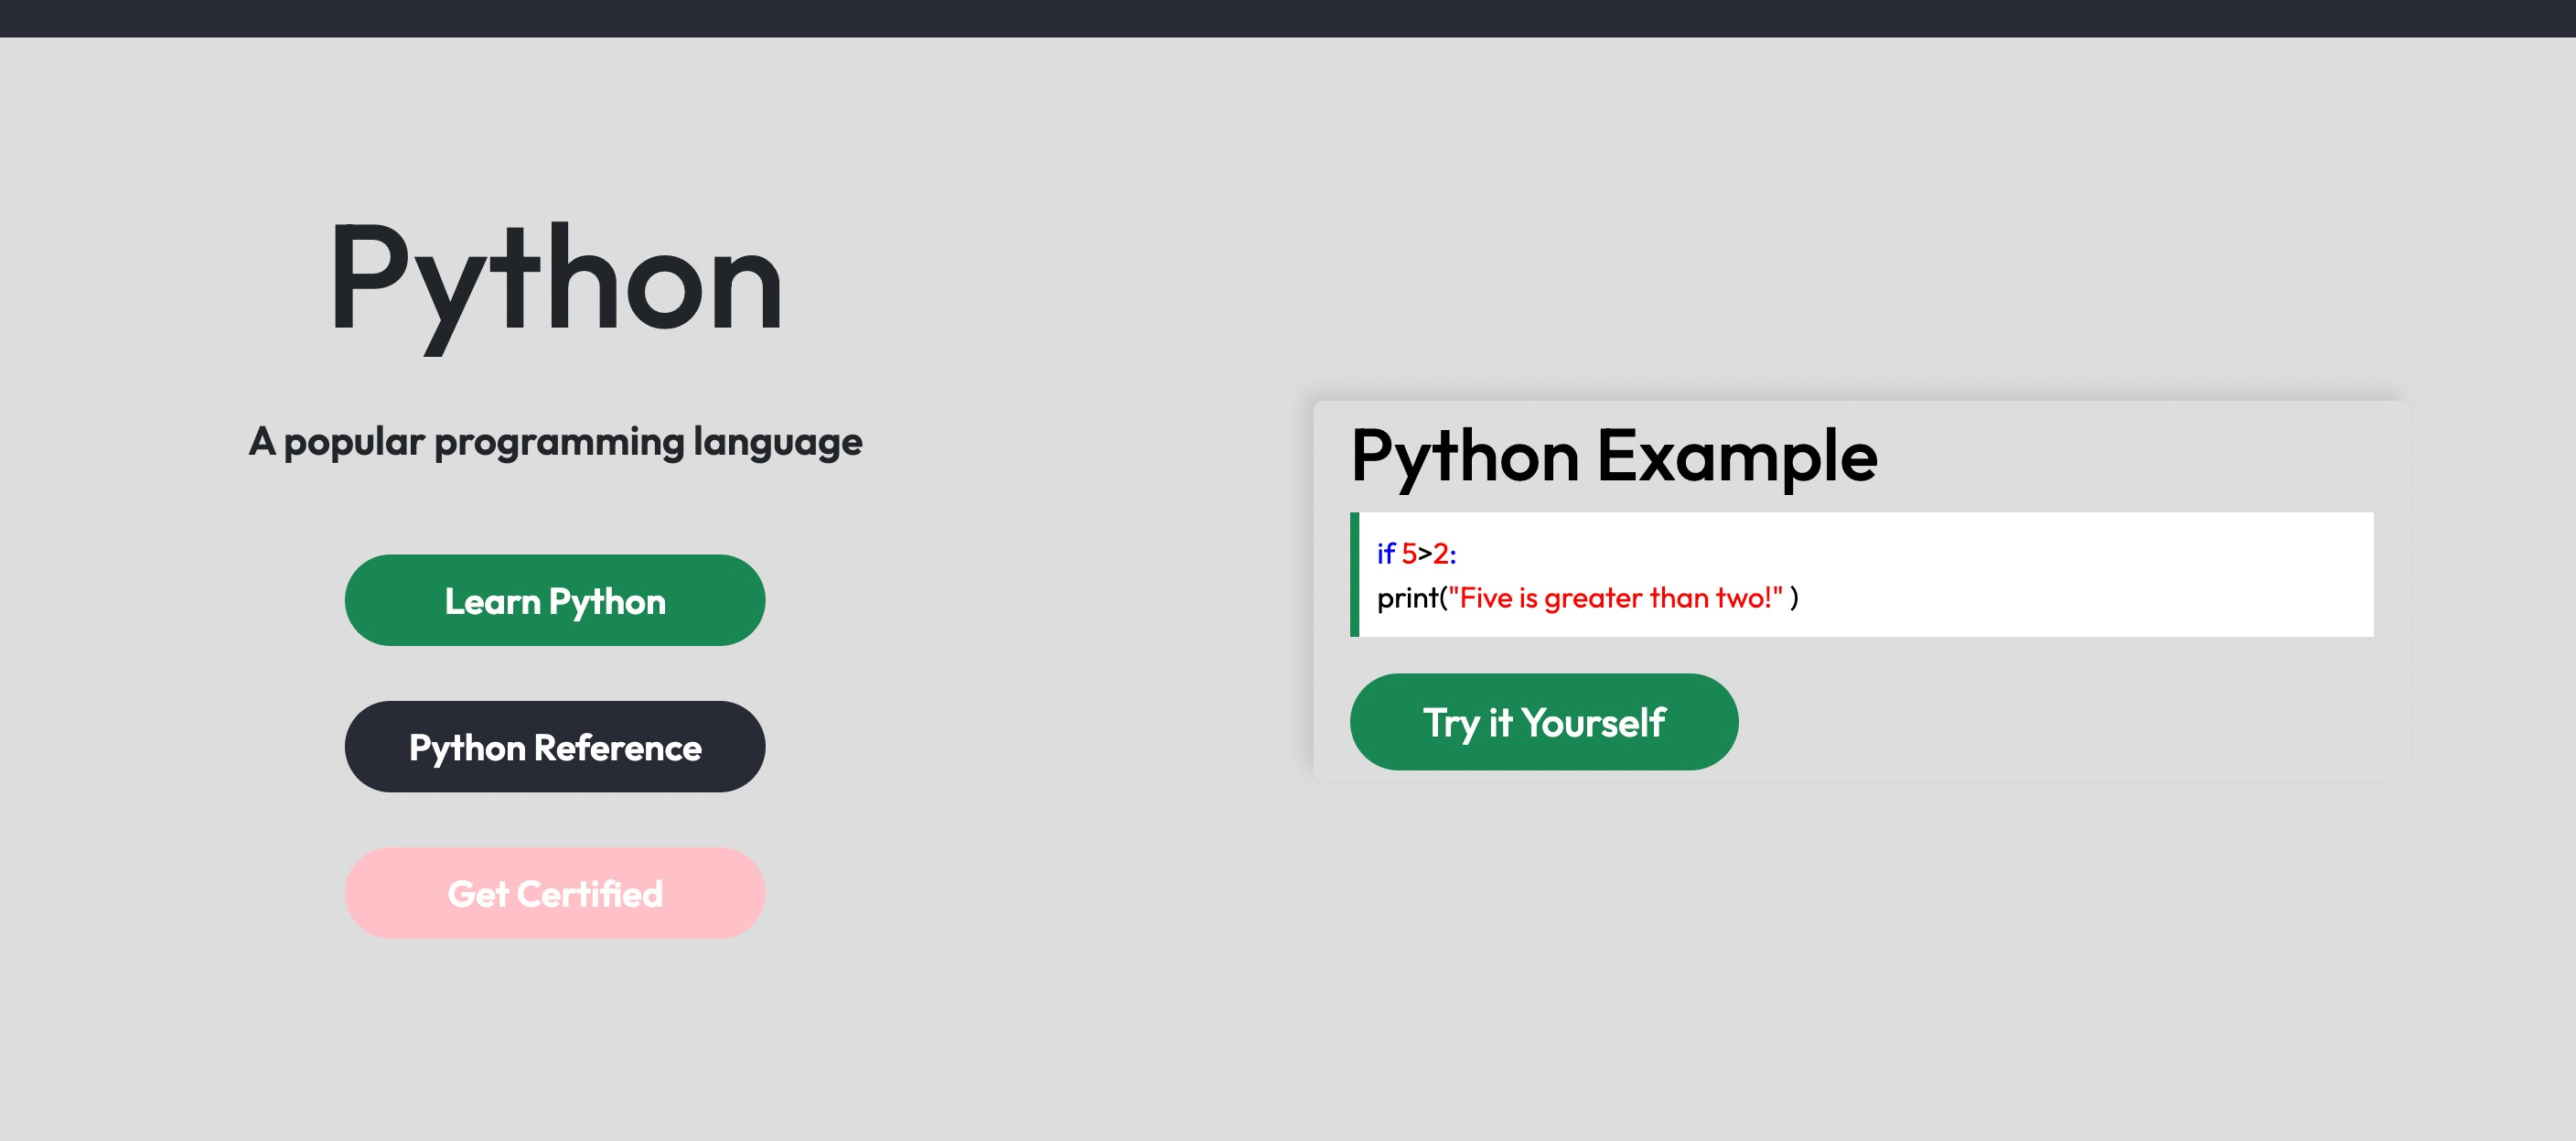 Python
A popular programming language
Learn Python
Python Reference
Get Certified
Python Example
if 5>2:
print("Five is greater than two!" )
Try it Yourself